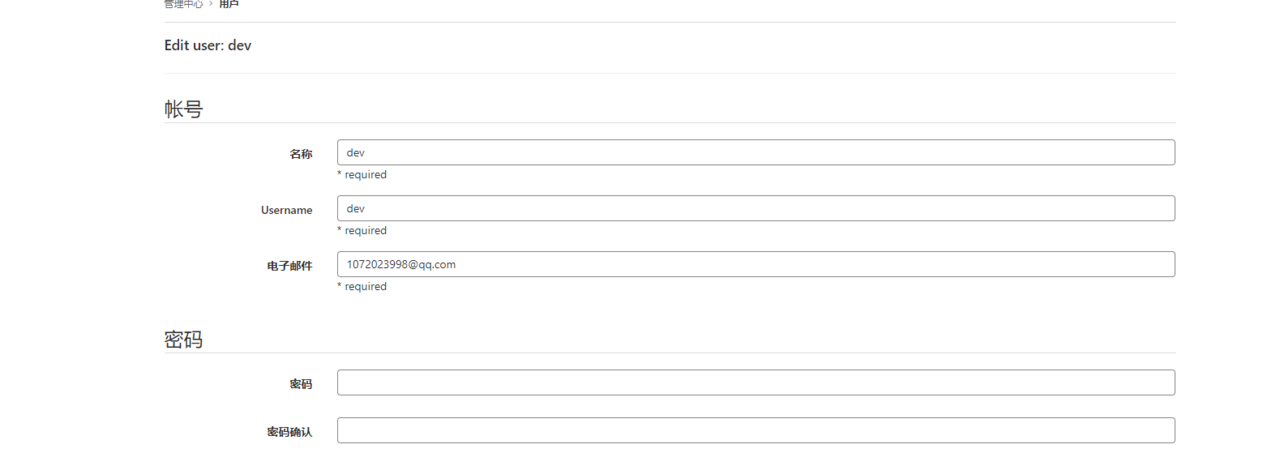 管理中心 › 用户
Edit user: dev
帐号
名称 dev
* required
Username dev
* required
电子邮件 1072023998@qq.com
* required
密码
密码
密码确认